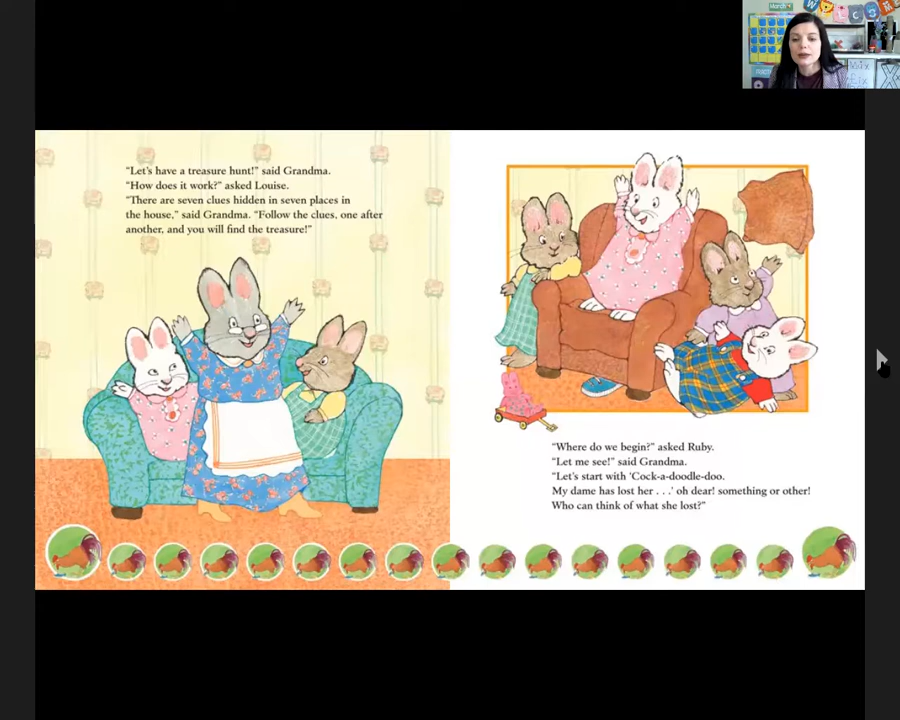 “Let’s have a treasure hunt!” said Grandma.
“How does it work?” asked Louise.
“There are seven clues hidden in seven places in
the house,” said Grandma. “Follow the clues, one after
another, and you will find the treasure!”
“Where do we begin?” asked Ruby.
“Let me see!” said Grandma.
“Let’s start with ‘Cock-a-doodle-doo.
My dame has lost her . . .’ oh dear! something or other!
Who can think of what she lost?”
March